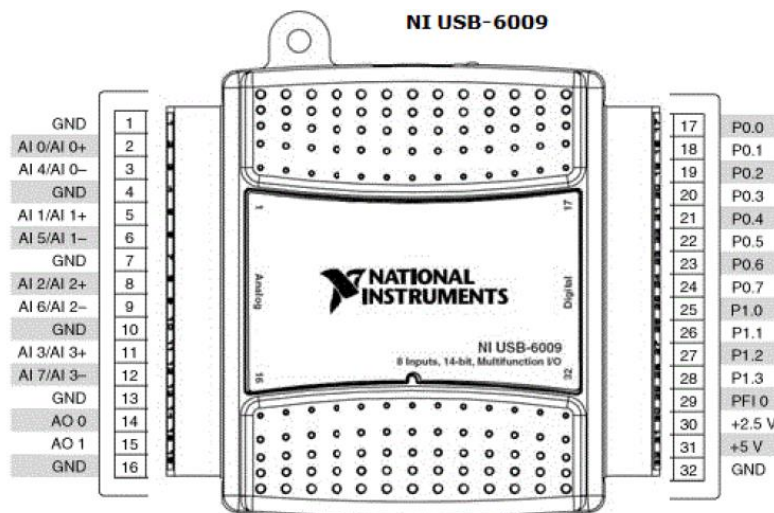 NI USB-6009
GND 1
AI 0/AI 0+ 2
AI 4/AI 0– 3
GND 4
AI 1/AI 1+ 5
AI 5/AI 1– 6
GND 7
AI 2/AI 2+ 8
AI 6/AI 2– 9
GND 10
AI 3/AI 3+ 11
AI 7/AI 3– 12
GND 13
AO 0 14
AO 1 15
GND 16
1
Analog
16
NATIONAL
INSTRUMENTS
NI USB-6009
8 Inputs, 14-bit, Multifunction I/O
17
Digital
32
17 P0.0
18 P0.1
19 P0.2
20 P0.3
21 P0.4
22 P0.5
23 P0.6
24 P0.7
25 P1.0
26 P1.1
27 P1.2
28 P1.3
29 PFI 0
30 +2.5 V
31 +5 V
32 GND